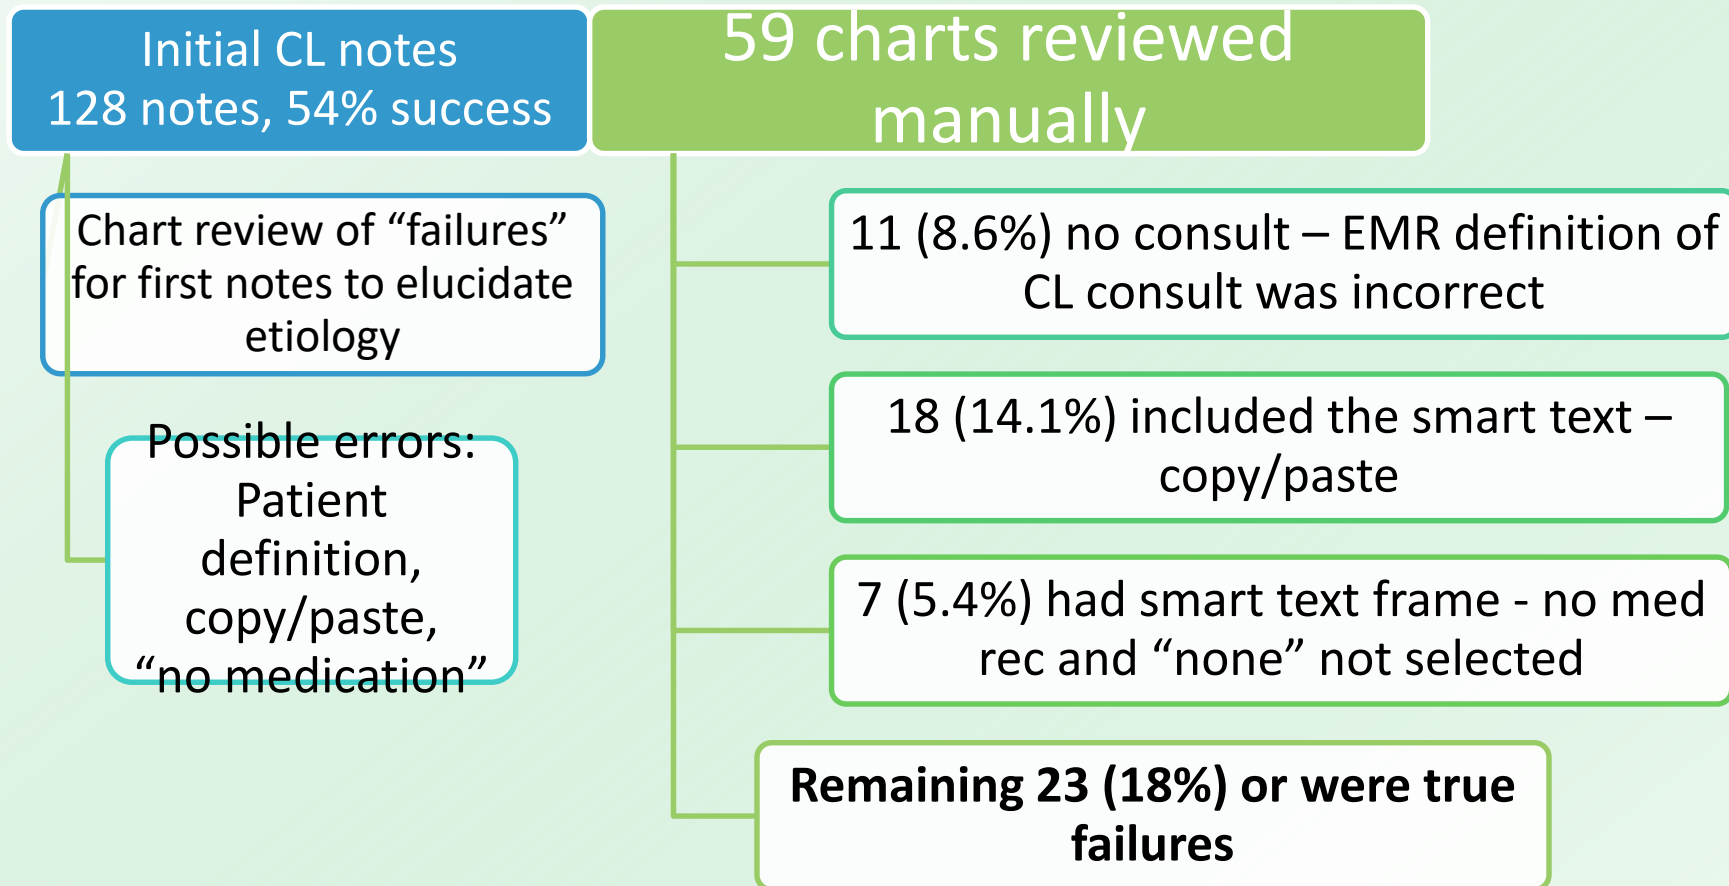 Initial CL notes
128 notes, 54% success
Chart review of “failures”
for first notes to elucidate
etiology
Possible errors:
Patient
definition,
copy/paste,
“no medication”
59 charts reviewed
manually
11 (8.6%) no consult – EMR definition of
CL consult was incorrect
18 (14.1%) included the smart text –
copy/paste
7 (5.4%) had smart text frame - no med
rec and “none” not selected
Remaining 23 (18%) or were true
failures